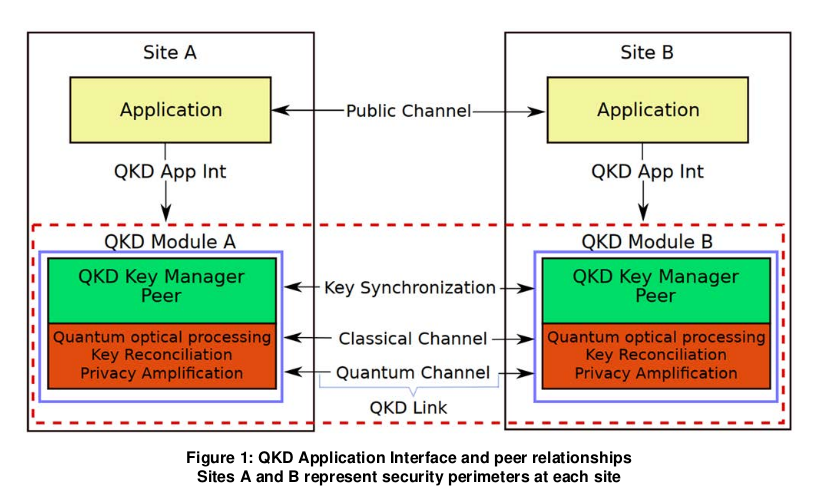 Site A
Site B
Application
Public Channel
Application
QKD App Int
QKD App Int
QKD Module A
QKD Module B
QKD Key Manager
Peer
Key Synchronization
QKD Key Manager
Peer
Quantum optical processing
Key Reconciliation
Privacy Amplification
Classical Channel
Quantum Channel
QKD Link
Quantum optical processing
Key Reconciliation
Privacy Amplification
Figure 1: QKD Application Interface and peer relationships
Sites A and B represent security perimeters at each site